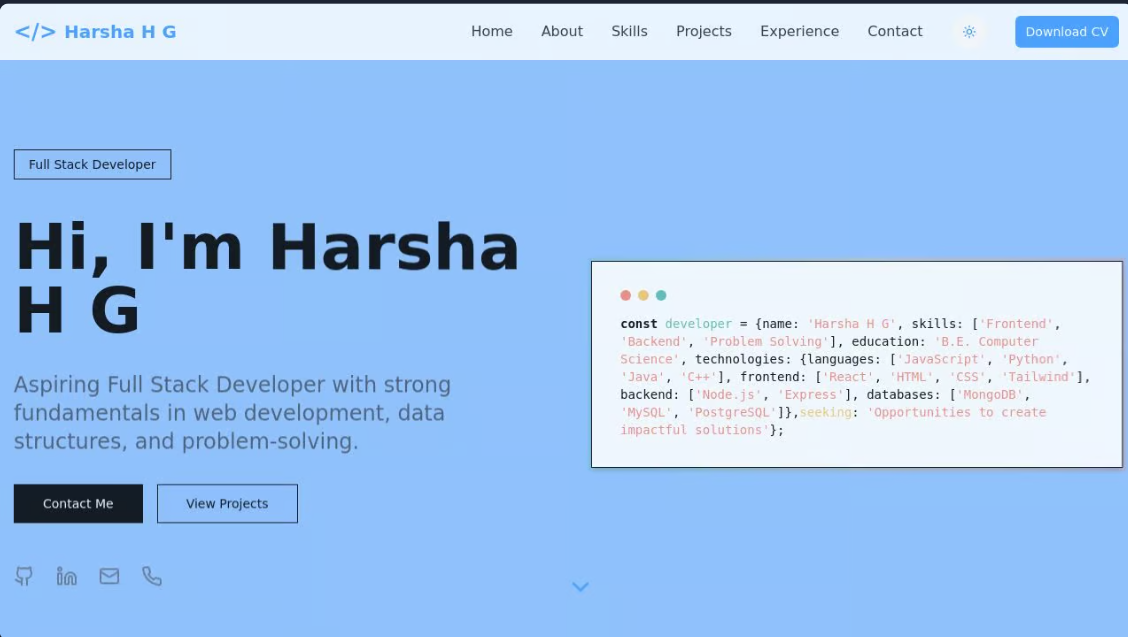 </> Harsha H G
Home About Skills Projects Experience Contact Download CV
Full Stack Developer
Hi, I'm Harsha
H G
Aspiring Full Stack Developer with strong
fundamentals in web development, data
structures, and problem-solving.
Contact Me View Projects
const developer = {name: 'Harsha H G', skills: ['Frontend',
'Backend', 'Problem Solving'], education: 'B.E. Computer
Science', technologies: {languages: ['JavaScript', 'Python',
'Java', 'C++'], frontend: ['React', 'HTML', 'CSS', 'Tailwind'],
backend: ['Node.js', 'Express'], databases: ['MongoDB',
'MySQL', 'PostgreSQL']},seeking: 'Opportunities to create
impactful solutions'};